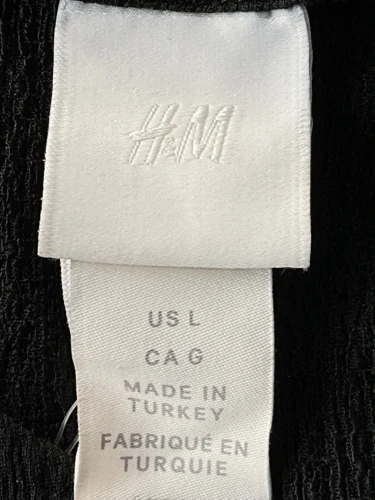 H&M
US L
CA G
MADE IN
TURKEY
FABRIQUÉ EN
TURQUIE